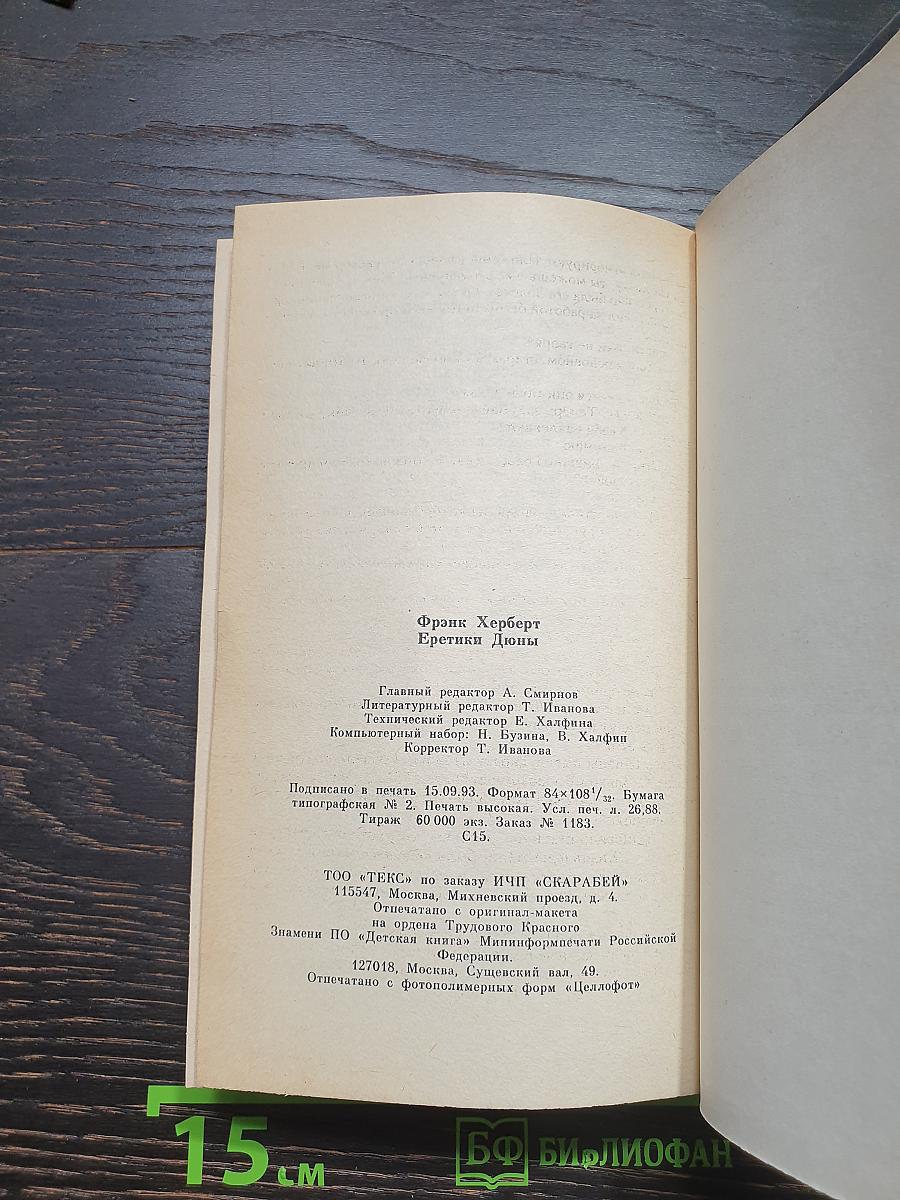 Фрэнк Херберт
Еретики Дюны
Главный редактор А. Смирнов
Литературный редактор Т. Иванова
Технический редактор Е. Халфина
Компьютерный набор: Н. Бузина, В. Халфин
Корректор Т. Иванова
Подписано в печать 15.09.93. Формат 84×108 1/32. Бумага
типографская № 2. Печать высокая. Усл. печ. л. 26,88.
Тираж 60 000 экз. Заказ № 1183.
С15.
ТОО «ТЕКС» по заказу ИЧП «СКАРАБЕЙ»
115547, Москва, Михневский проезд, д. 4.
Отпечатано с оригинал-макета
на ордена Трудового Красного
Знамени ПО «Детская книга» Мининформпечати Российской
Федерации.
127018, Москва, Сущевский вал, 49.
Отпечатано с фотополимерных форм «Целлофот»
15 см
БФ БИБЛИОФАН